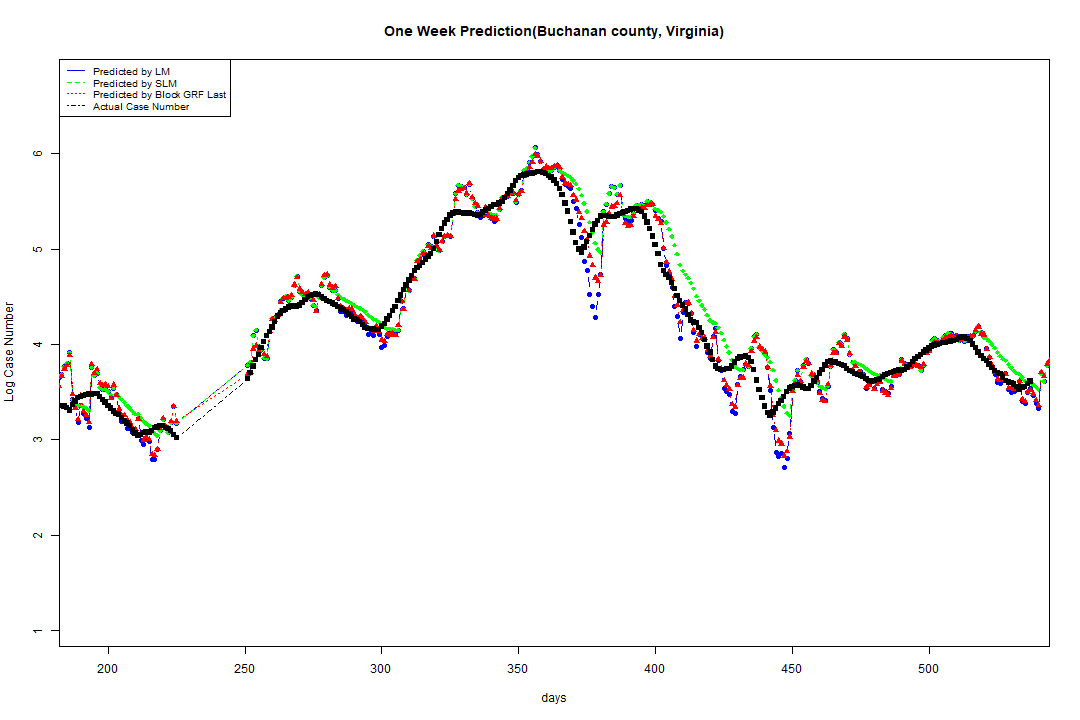 One Week Prediction(Buchanan county, Virginia)
Predicted by LM
Predicted by SLM
Predicted by Block GRF Last
Actual Case Number
6
5
4
3
2
1
Log Case Number
200 250 300 350 400 450 500
days